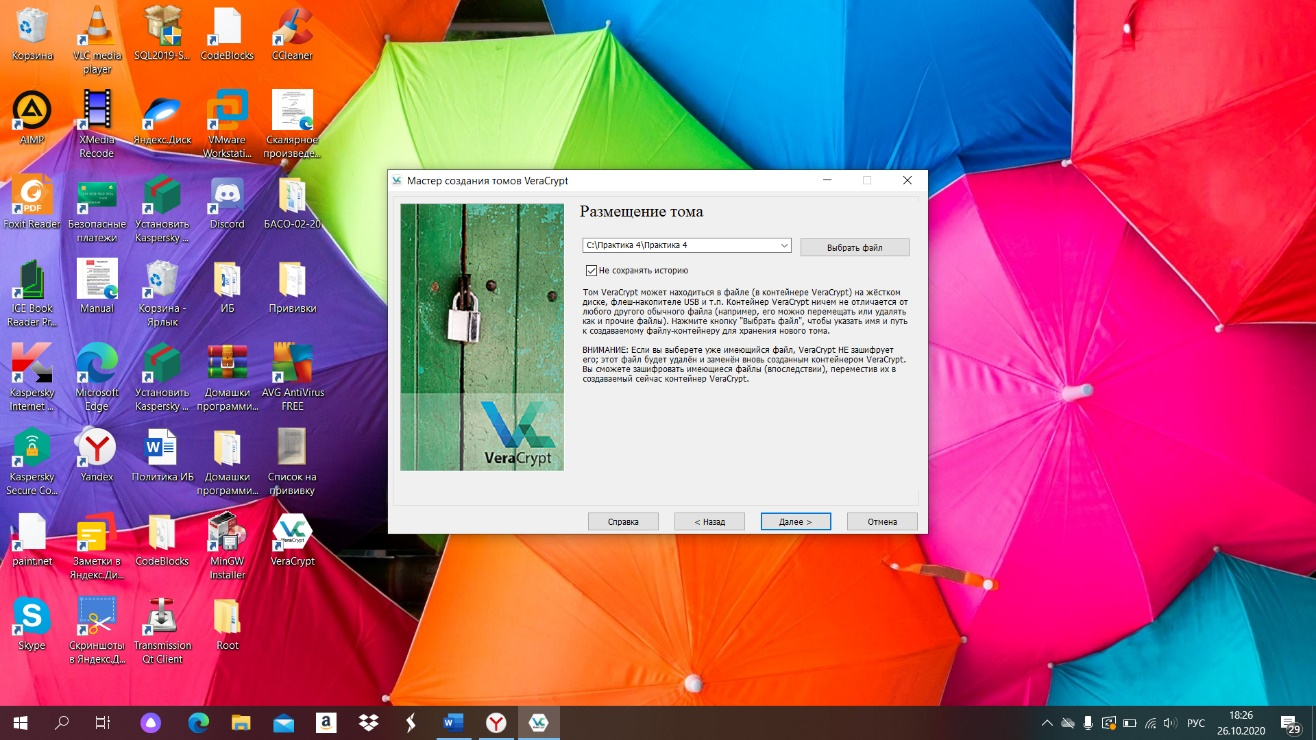 Корзина
VLC media
player
SQL2019-S...
CodeBlocks
CCleaner
AIMP
XMedia
Recode
Яндекс.Диск
VMware
Workstati...
Скалярное
произведе...
PDF
Foxit Reader
Безопасные
платежи
Установить
Kaspersky ...
Discord
БАСО-02-20
ICE Book
Reader Pr...
Manual
Корзина -
Ярлык
ИБ
Прививки
Kaspersky
Internet ...
Microsoft
Edge
Установить
Kaspersky ...
Домашки
программи...
AVG AntiVirus
FREE
Kaspersky
Secure Co...
Yandex
Политика ИБ
Домашки
программи...
Список на
прививку
paint.net
Заметки в
Яндекс.Ди...
CodeBlocks
MinGW
Installer
VeraCrypt
Skype
Скриншоты
в Яндекс.Д...
Transmission
Qt Client
Root
Мастер создания томов VeraCrypt
Размещение тома
C:\Практика 4\Практика 4
Выбрать файл
Не сохранять историю
Том VeraCrypt может находиться в файле (в контейнере VeraCrypt) на жёстком
диске, флеш-накопителе USB и т.п. Контейнер VeraCrypt ничем не отличается от
любого другого обычного файла (например, его можно перемещать или удалять
как и прочие файлы). Нажмите кнопку "Выбрать файл", чтобы указать имя и путь
к создаваемому файлу-контейнеру для хранения нового тома.
ВНИМАНИЕ: Если вы выберете уже имеющийся файл, VeraCrypt НЕ зашифрует
его; этот файл будет удалён и заменён вновь созданным контейнером VeraCrypt.
Вы сможете зашифровать имеющиеся файлы (впоследствии), переместив их в
создаваемый сейчас контейнер VeraCrypt.
VeraCrypt
Справка
< Назад
Далее >
Отмена
РУС
18:26
26.10.2020
29